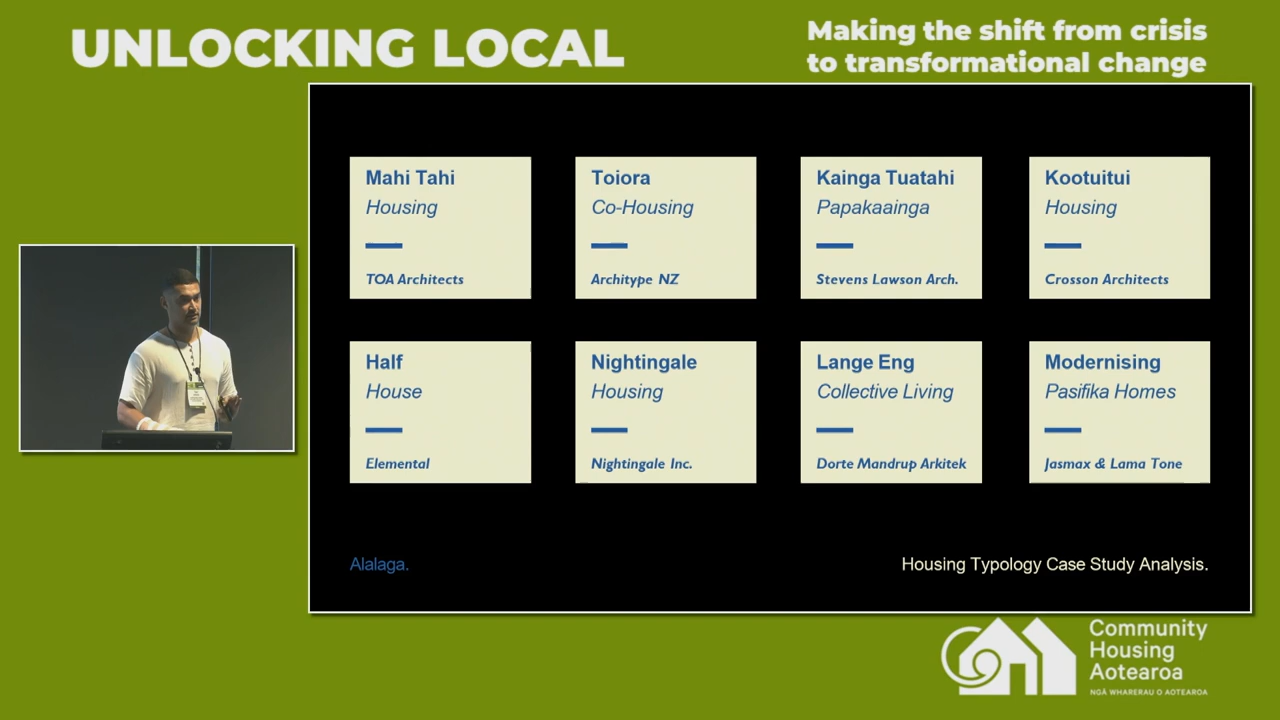 UNLOCKING LOCAL
Making the shift from crisis
to transformational change
Mahi Tahi
Housing
TOA Architects
Toiora
Co-Housing
Architype NZ
Kainga Tuatahi
Papakaainga
Stevens Lawson Arch.
Kootuitui
Housing
Crosson Architects
Half
House
Elemental
Nightingale
Housing
Nightingale Inc.
Lange Eng
Collective Living
Dorte Mandrup Arkitek
Modernising
Pasifika Homes
Jasmax & Lama Tone
Alalaga.
Housing Typology Case Study Analysis.
Community
Housing
Aotearoa
NGĀ WHARERAU O AOTEAROA